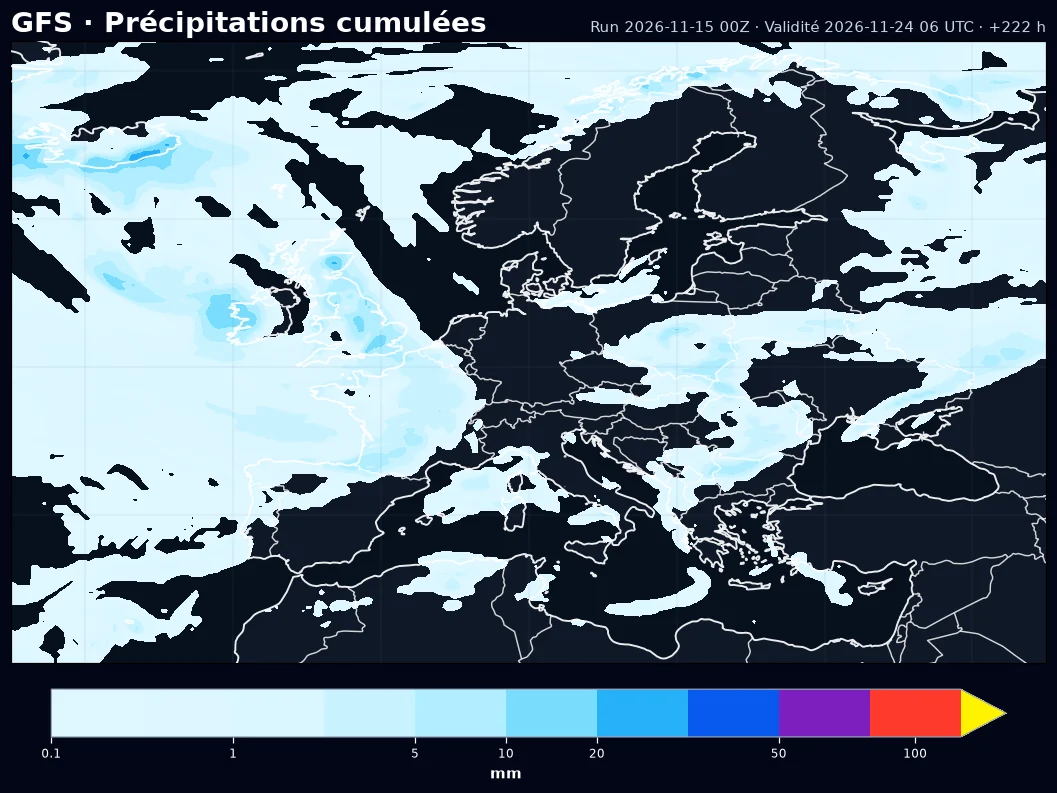 GFS · Précipitations cumulées
Run 2026-11-15 00Z · Validité 2026-11-24 06 UTC · +222 h
0.1 1 5 10 20 50 100
mm